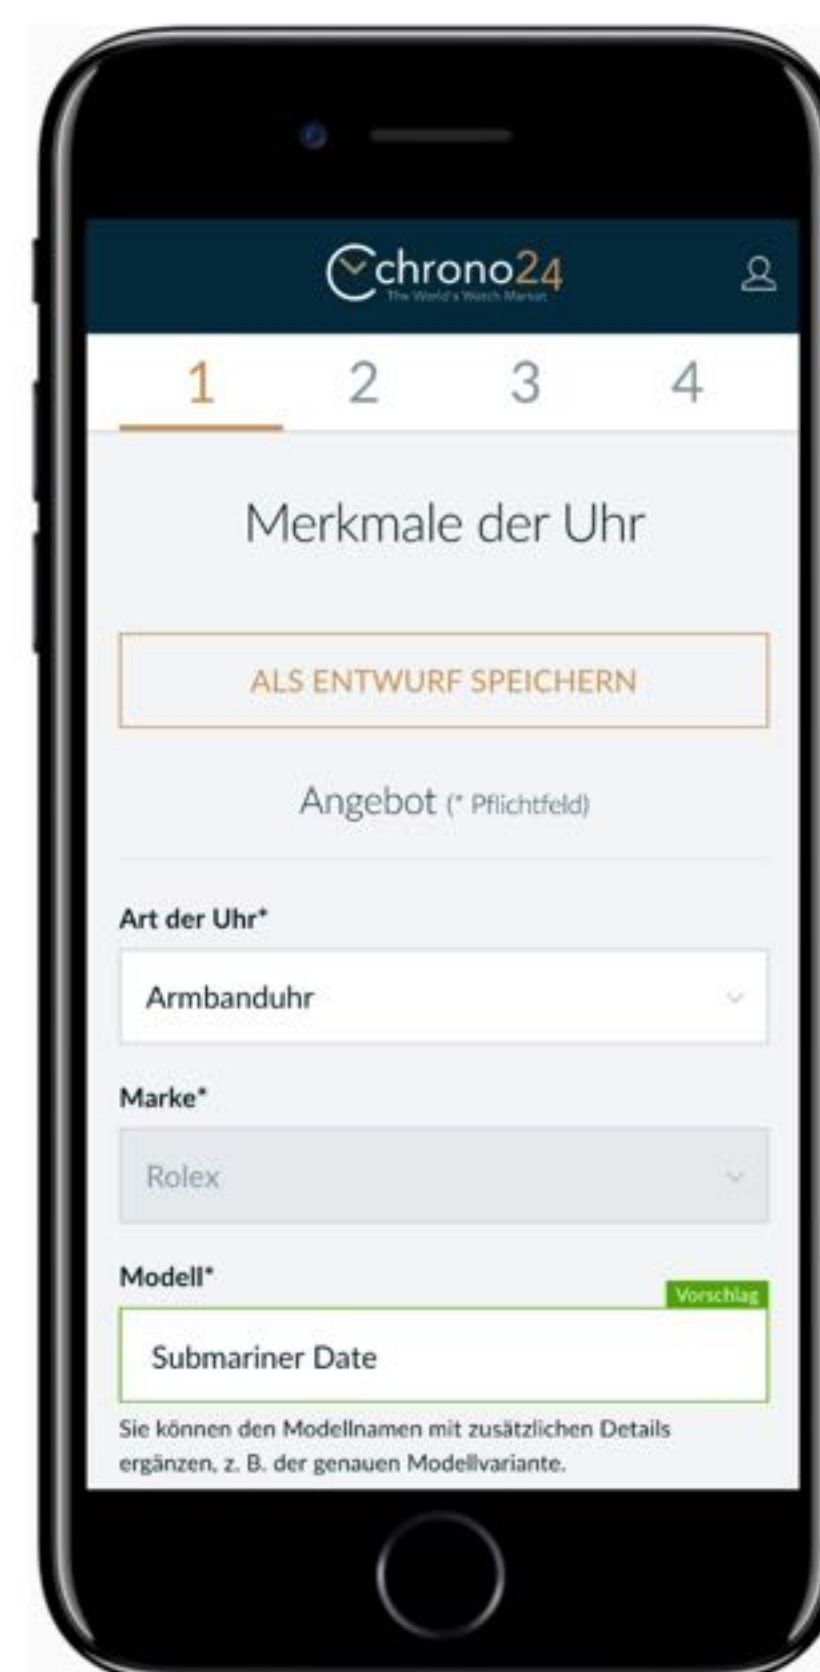 chrono24
The World's Watch Market
1 2 3 4
Merkmale der Uhr
ALS ENTWURF SPEICHERN
Angebot (* Pflichtfeld)
Art der Uhr*
Armbanduhr
Marke*
Rolex
Modell*
Vorschlag
Submariner Date
Sie können den Modellnamen mit zusätzlichen Details
ergänzen, z. B. der genauen Modellvariante.